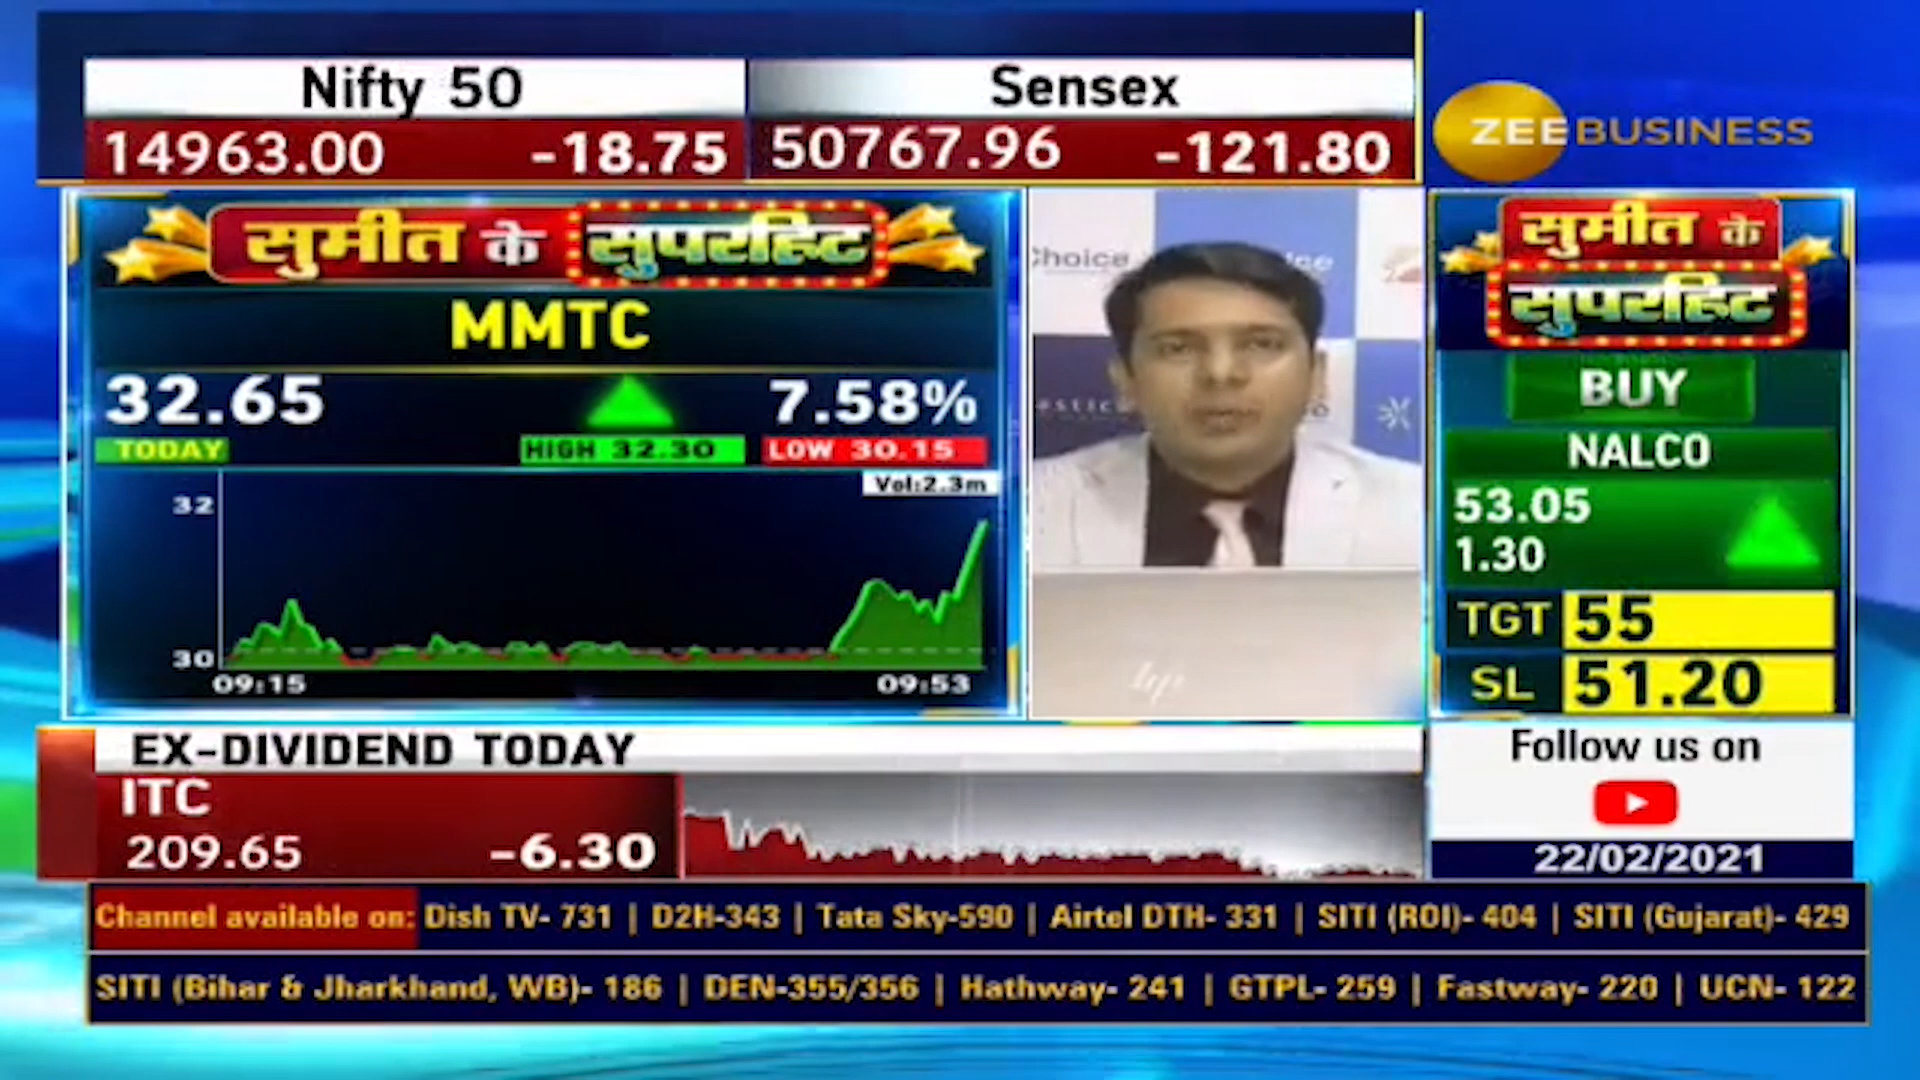 Nifty 50
14963.00 -18.75
Sensex
50767.96 -121.80
ZEE BUSINESS
सुमीत के सुपरहिट
MMTC
32.65 7.58%
TODAY HIGH 32.30 LOW 30.15
Vol:2.3m
32
30
09:15 09:53
Choice
hp
सुमीत के
सुपरहिट
BUY
NALCO
53.05
1.30
TGT 55
SL 51.20
EX-DIVIDEND TODAY
ITC
209.65 -6.30
Follow us on
22/02/2021
Channel available on: Dish TV- 731 | D2H-343 | Tata Sky-590 | Airtel DTH- 331 | SITI (ROI)- 404 | SITI (Gujarat)- 429
SITI (Bihar & Jharkhand, WB)- 186 | DEN-355/356 | Hathway- 241 | GTPL- 259 | Fastway- 220 | UCN- 122